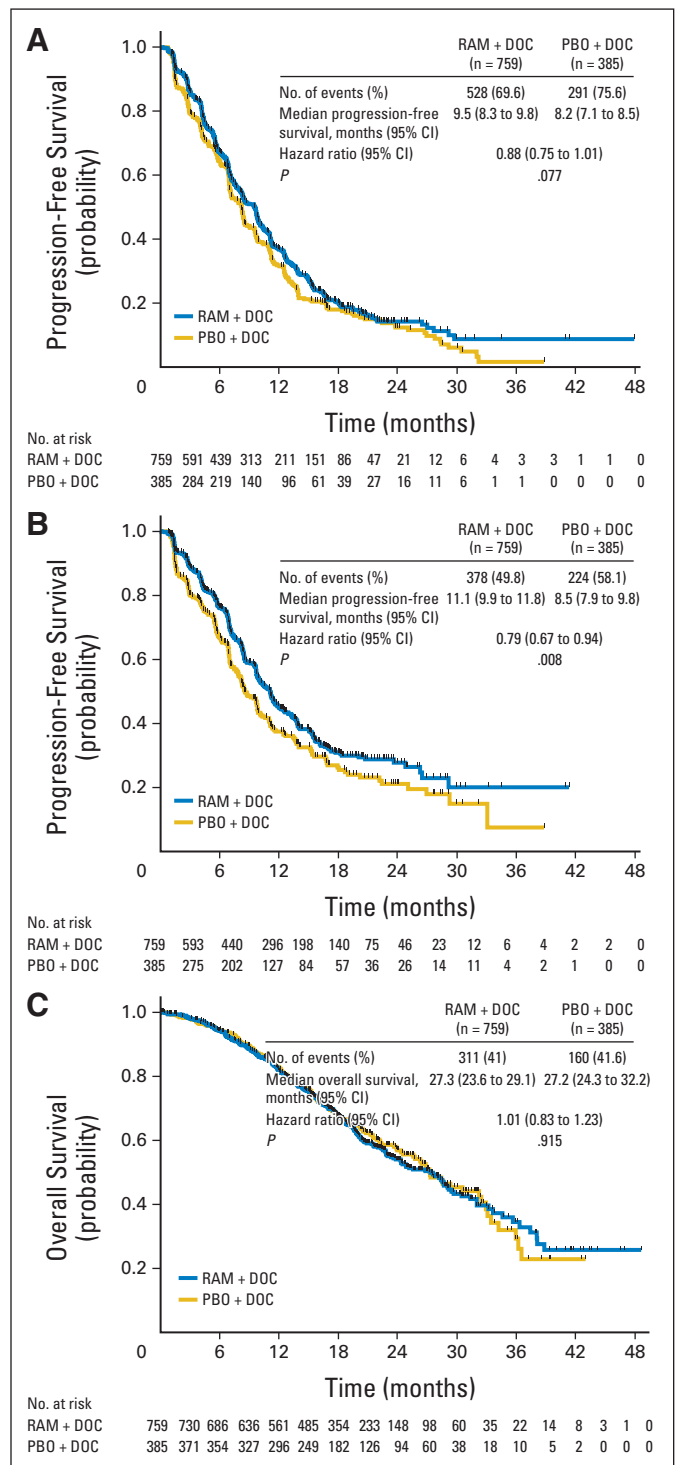 A
Progression-Free Survival
(probability)
1.0
0.8
0.6
0.4
0.2
RAM + DOC
(n = 759)
PBO + DOC
(n = 385)
No. of events (%) 528 (69.6) 291 (75.6)
Median progression-free 9.5 (8.3 to 9.8) 8.2 (7.1 to 8.5)
survival, months (95% CI)
Hazard ratio (95% CI) 0.88 (0.75 to 1.01)
P .077
RAM + DOC
PBO + DOC
0 6 12 18 24 30 36 42 48
Time (months)
No. at risk
RAM + DOC 759 591 439 313 211 151 86 47 21 12 6 4 3 3 1 1 0
PBO + DOC 385 284 219 140 96 61 39 27 16 11 6 1 1 0 0 0 0
B
Progression-Free Survival
(probability)
1.0
0.8
0.6
0.4
0.2
RAM + DOC
(n = 759)
PBO + DOC
(n = 385)
No. of events (%) 378 (49.8) 224 (58.1)
Median progression-free 11.1 (9.9 to 11.8) 8.5 (7.9 to 9.8)
survival, months (95% CI)
Hazard ratio (95% CI) 0.79 (0.67 to 0.94)
P .008
RAM + DOC
PBO + DOC
0 6 12 18 24 30 36 42 48
Time (months)
No. at risk
RAM + DOC 759 593 440 296 198 140 75 46 23 12 6 4 2 2 0
PBO + DOC 385 275 202 127 84 57 36 26 14 11 4 2 1 0 0
C
Overall Survival
(probability)
1.0
0.8
0.6
0.4
0.2
RAM + DOC
(n = 759)
PBO + DOC
(n = 385)
No. of events (%) 311 (41) 160 (41.6)
Median overall survival, 27.3 (23.6 to 29.1) 27.2 (24.3 to 32.2)
months (95% CI)
Hazard ratio (95% CI) 1.01 (0.83 to 1.23)
P .915
RAM + DOC
PBO + DOC
0 6 12 18 24 30 36 42 48
Time (months)
No. at risk
RAM + DOC 759 730 686 636 561 485 354 233 148 98 60 35 22 14 8 3 1 0
PBO + DOC 385 371 354 327 296 249 182 126 94 60 38 18 10 5 2 0 0 0